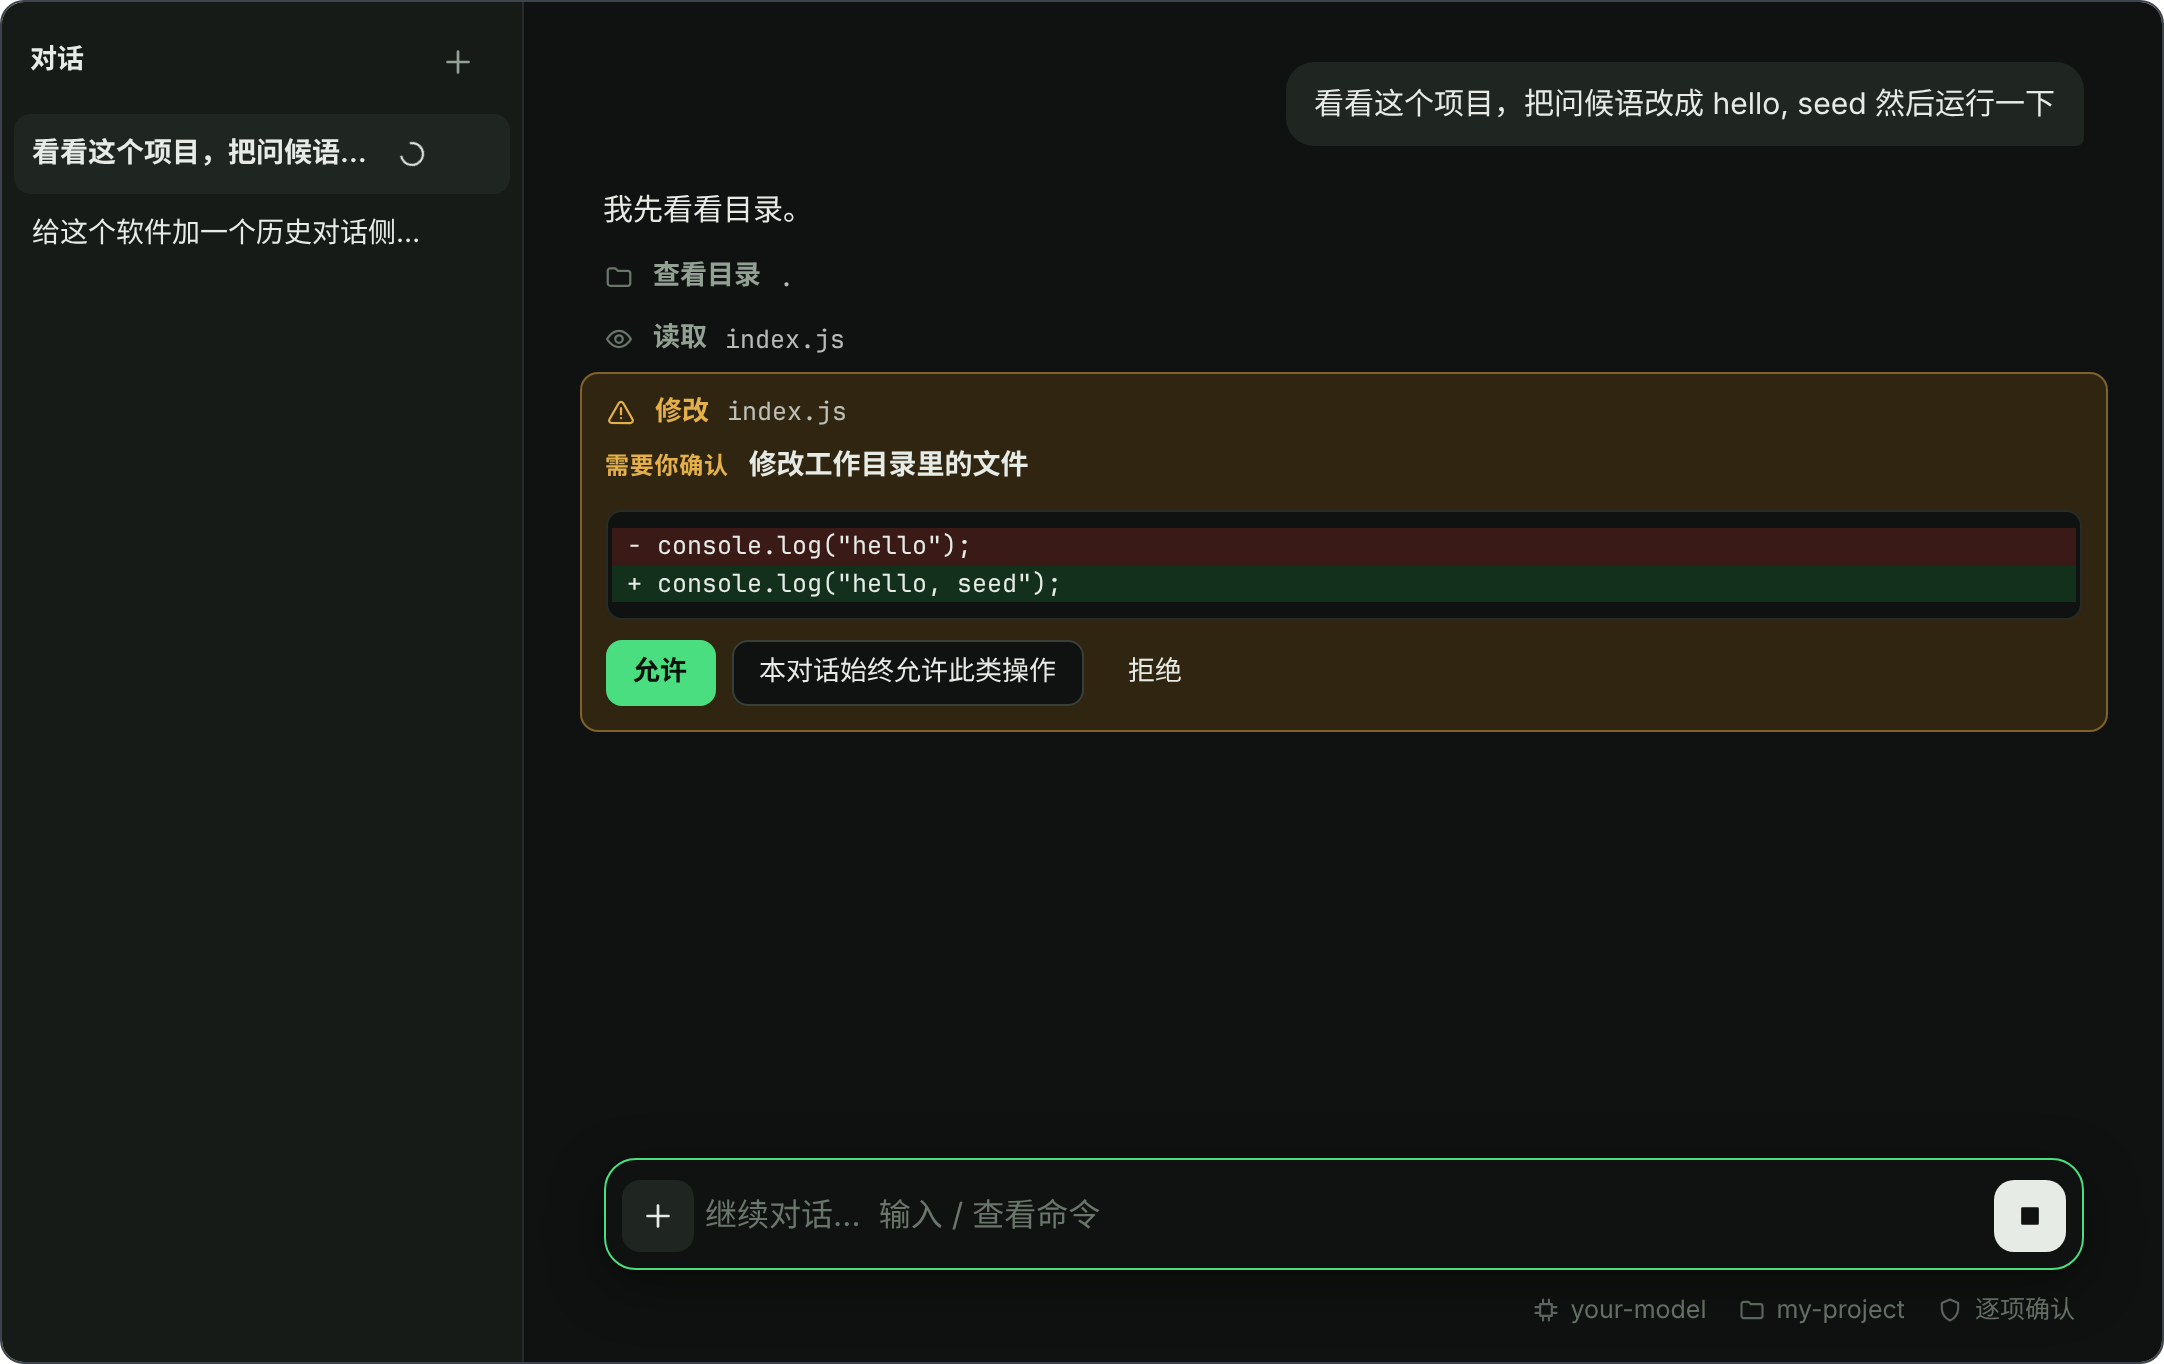 对话
看看这个项目，把问候语...
给这个软件加一个历史对话侧...
看看这个项目，把问候语改成 hello, seed 然后运行一下
我先看看目录。
查看目录 .
读取 index.js
修改 index.js
需要你确认 修改工作目录里的文件
- console.log("hello");
+ console.log("hello, seed");
允许 本对话始终允许此类操作 拒绝
继续对话... 输入 / 查看命令
your-model my-project 逐项确认